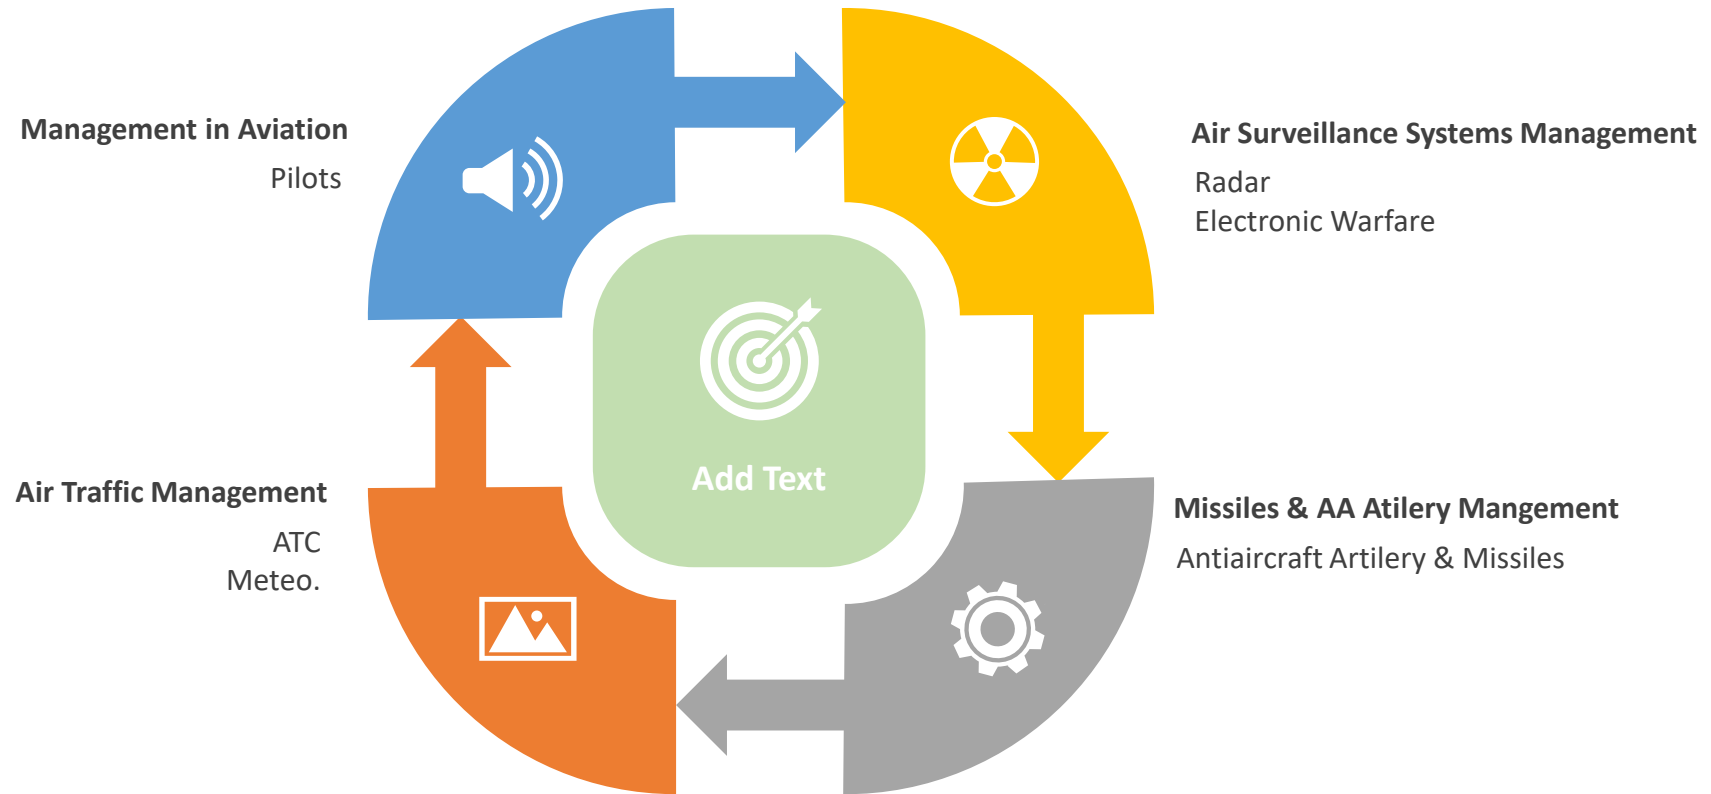 Management in Aviation
Pilots
Air Surveillance Systems Management
Radar
Electronic Warfare
Add Text
Air Traffic Management
ATC
Meteo.
Missiles & AA Atilery Mangement
Antiaircraft Artilery & Missiles